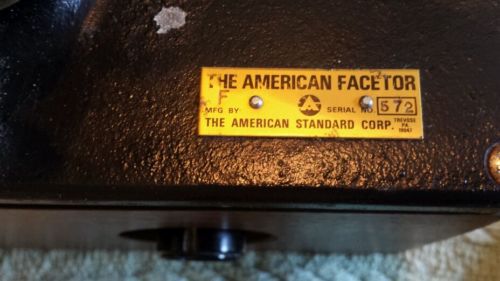 THE AMERICAN FACETOR
F
MFG. BY SERIAL NO. 572
THE AMERICAN STANDARD CORP. TREVOSE
PA.
19047